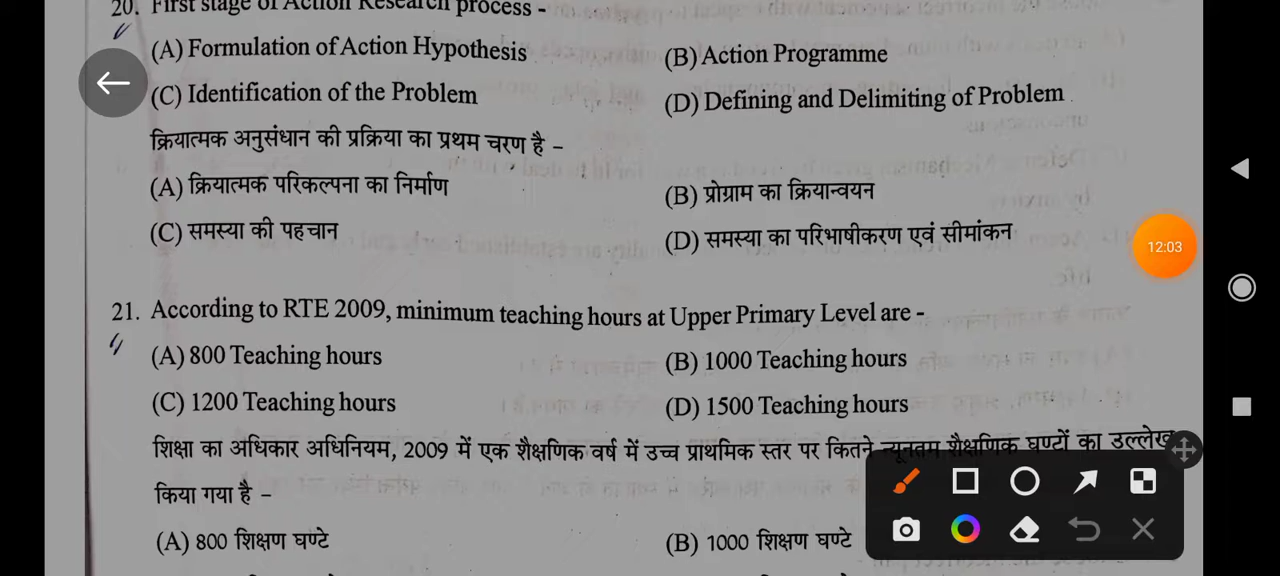 20. First stage of Action Research process -
(A) Formulation of Action Hypothesis (B) Action Programme
(C) Identification of the Problem (D) Defining and Delimiting of Problem
क्रियात्मक अनुसंधान की प्रक्रिया का प्रथम चरण है -
(A) क्रियात्मक परिकल्पना का निर्माण (B) प्रोग्राम का क्रियान्वयन
(C) समस्या की पहचान (D) समस्या का परिभाषीकरण एवं सीमांकन
12:03
21. According to RTE 2009, minimum teaching hours at Upper Primary Level are -
(A) 800 Teaching hours (B) 1000 Teaching hours
(C) 1200 Teaching hours (D) 1500 Teaching hours
शिक्षा का अधिकार अधिनियम, 2009 में एक शैक्षणिक वर्ष में उच्च प्राथमिक स्तर पर कितने न्यूनतम शैक्षणिक घण्टों का उल्लेख
किया गया है -
(A) 800 शिक्षण घण्टे (B) 1000 शिक्षण घण्टे